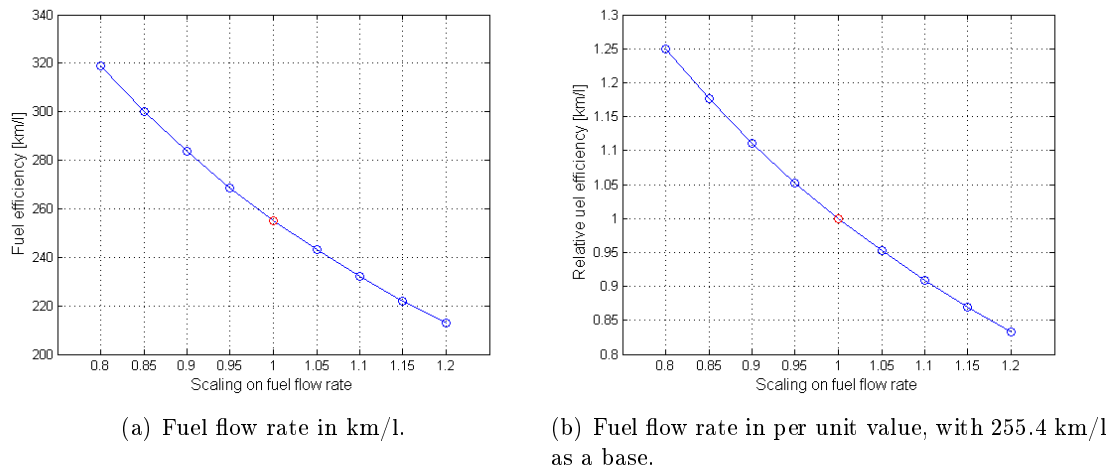 340
320
300
280
260
240
220
200
0.8 0.85 0.9 0.95 1 1.05 1.1 1.15 1.2
Fuel efficiency [km/l]
Scaling on fuel flow rate
(a) Fuel flow rate in km/l.
1.3
1.25
1.2
1.15
1.1
1.05
1
0.95
0.9
0.85
0.8
0.8 0.85 0.9 0.95 1 1.05 1.1 1.15 1.2
Relative uel efficiency [km/l]
Scaling on fuel flow rate
(b) Fuel flow rate in per unit value, with 255.4 km/l
as a base.